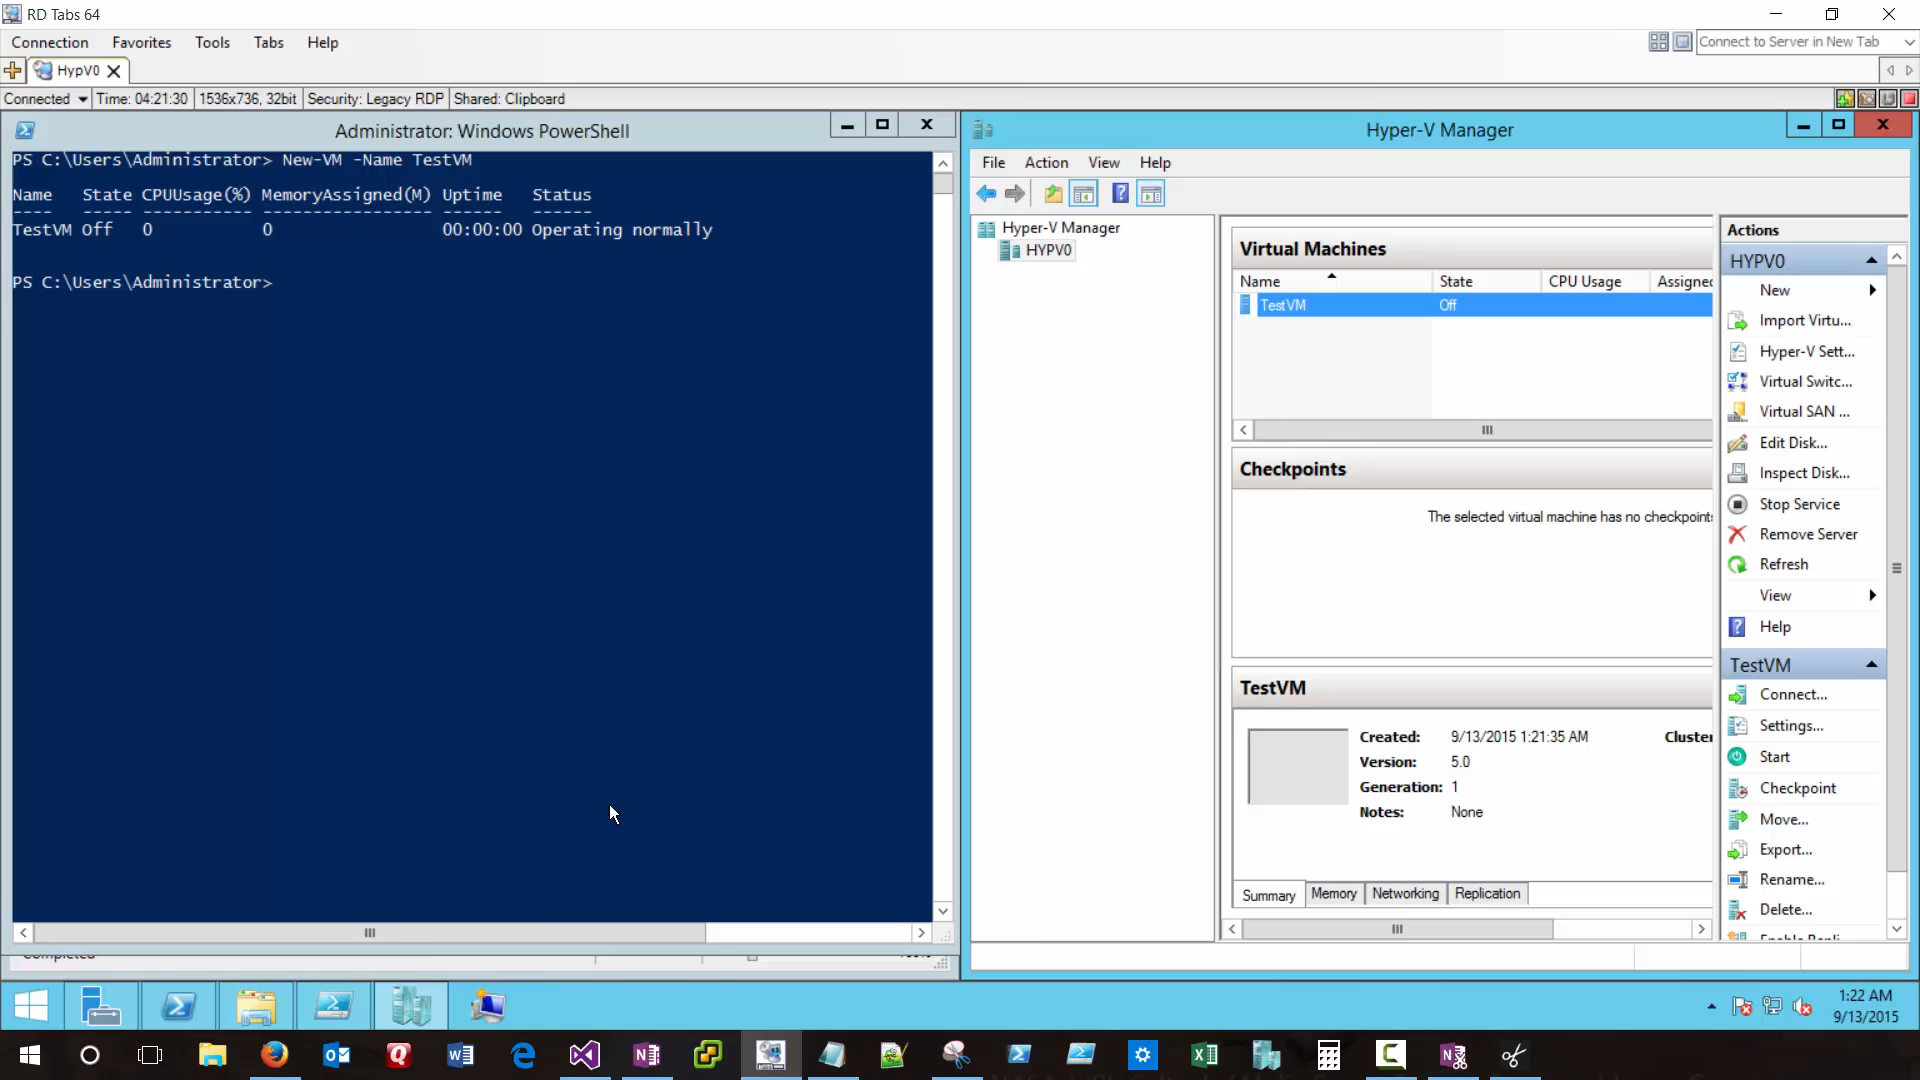 RD Tabs 64
Connection Favorites Tools Tabs Help
Connect to Server in New Tab
HypV0
Connected Time: 04:21:30 1536x736, 32bit Security: Legacy RDP Shared: Clipboard
Administrator: Windows PowerShell
PS C:\Users\Administrator> New-VM -Name TestVM
Name State CPUUsage(%) MemoryAssigned(M) Uptime Status
---- ----- ----------- ----------------- ------ ------
TestVM Off 0 0 00:00:00 Operating normally
PS C:\Users\Administrator>
Completed
Hyper-V Manager
File Action View Help
Hyper-V Manager
HYPV0
Virtual Machines
Name State CPU Usage Assigned
TestVM Off
Checkpoints
The selected virtual machine has no checkpoints
TestVM
Created: 9/13/2015 1:21:35 AM Cluster
Version: 5.0
Generation: 1
Notes: None
Summary Memory Networking Replication
Actions
HYPV0
New
Import Virtu...
Hyper-V Sett...
Virtual Switc...
Virtual SAN ...
Edit Disk...
Inspect Disk...
Stop Service
Remove Server
Refresh
View
Help
TestVM
Connect...
Settings...
Start
Checkpoint
Move...
Export...
Rename...
Delete...
1:22 AM
9/13/2015